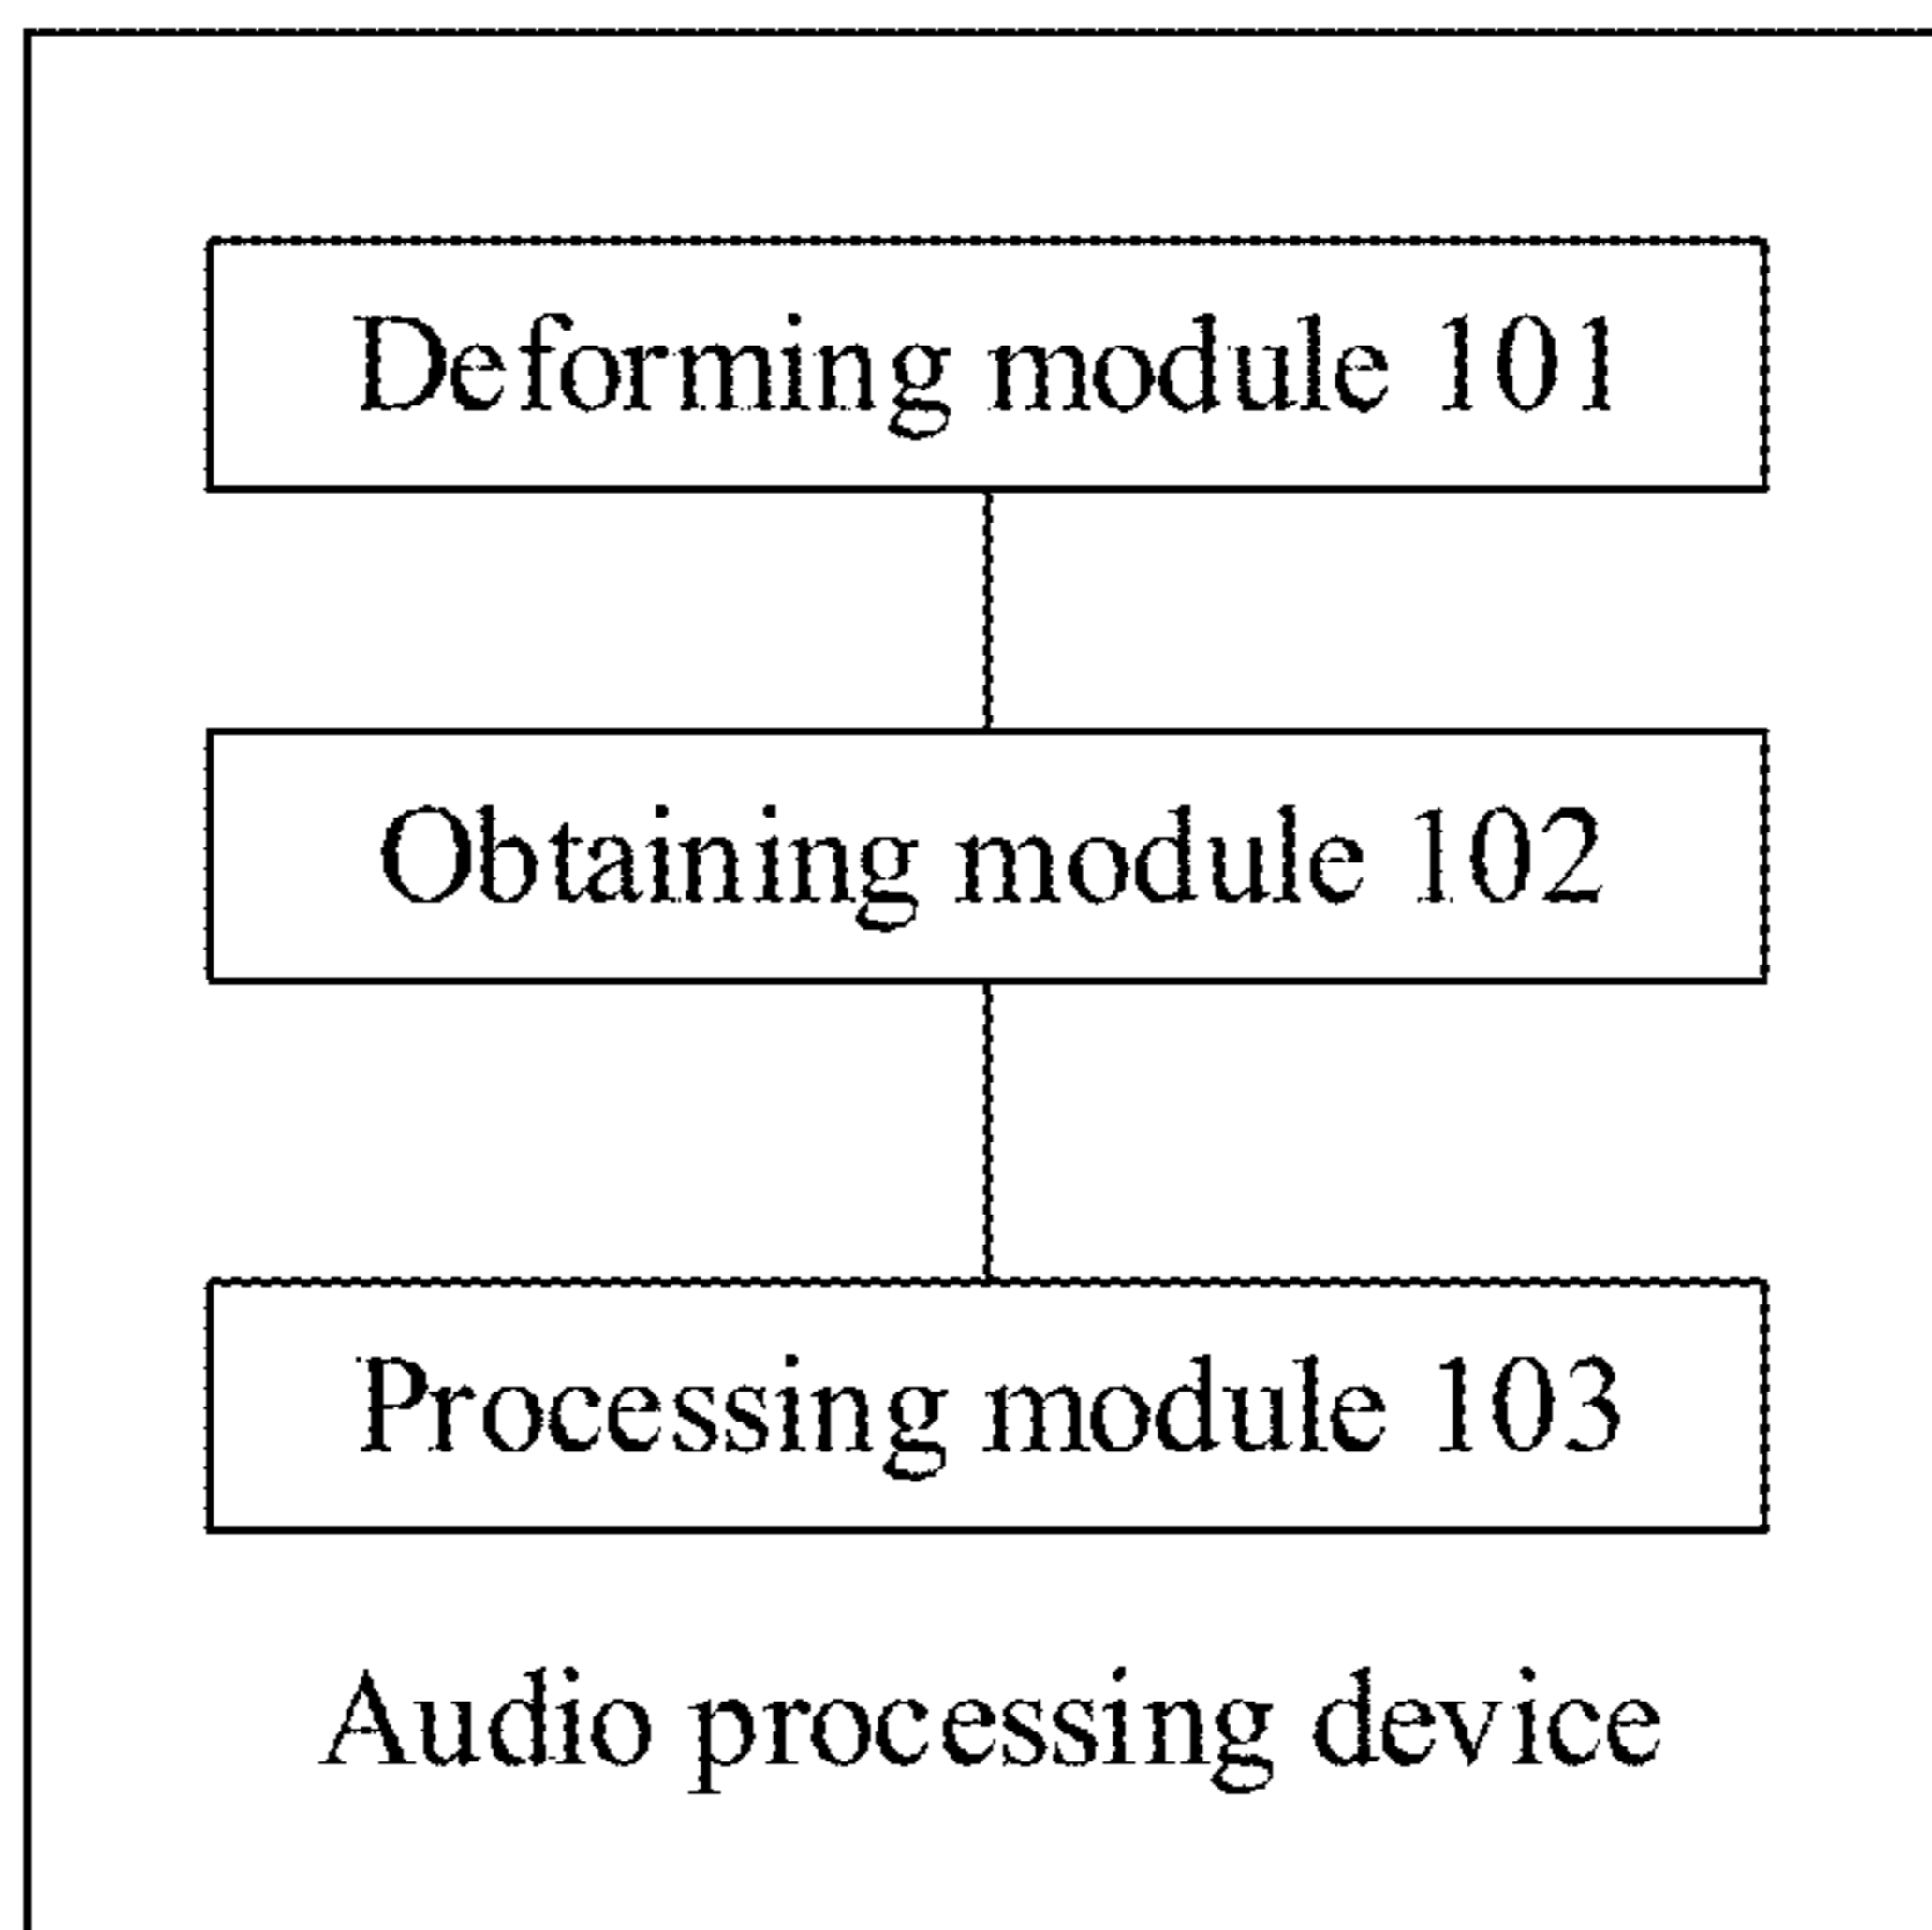 Deforming module 101
Obtaining module 102
Processing module 103
Audio processing device